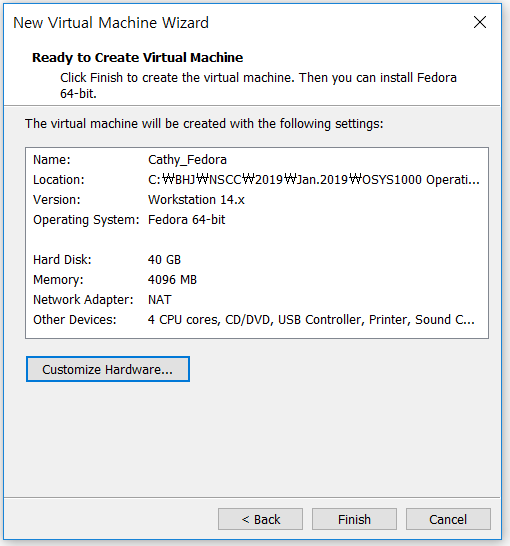 New Virtual Machine Wizard
Ready to Create Virtual Machine
Click Finish to create the virtual machine. Then you can install Fedora
64-bit.
The virtual machine will be created with the following settings:
Name: Cathy_Fedora
Location: C:₩BHJ₩NSCC₩2019₩Jan.2019₩OSYS1000 Operati...
Version: Workstation 14.x
Operating System: Fedora 64-bit
Hard Disk: 40 GB
Memory: 4096 MB
Network Adapter: NAT
Other Devices: 4 CPU cores, CD/DVD, USB Controller, Printer, Sound C...
Customize Hardware...
< Back Finish Cancel